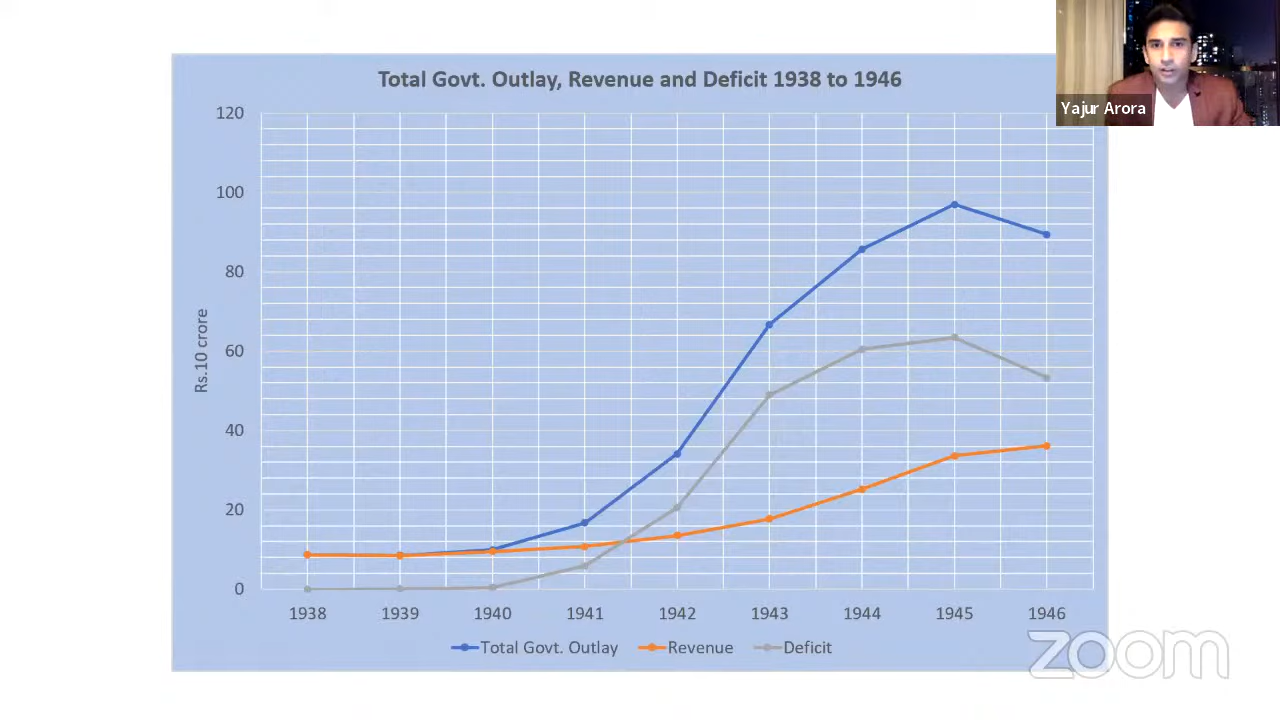 Total Govt. Outlay, Revenue and Deficit 1938 to 1946
Yajur Arora
120
100
80
60
40
20
0
Rs.10 crore
1938 1939 1940 1941 1942 1943 1944 1945 1946
Total Govt. Outlay Revenue Deficit
zoom